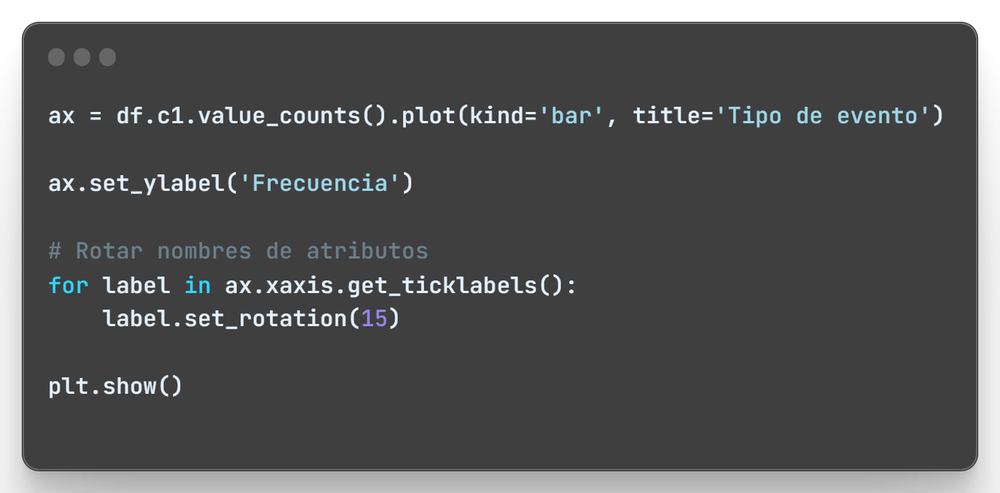 ax = df.c1.value_counts().plot(kind='bar', title='Tipo de evento')
ax.set_ylabel('Frecuencia')
# Rotar nombres de atributos
for label in ax.xaxis.get_ticklabels():
    label.set_rotation(15)
plt.show()